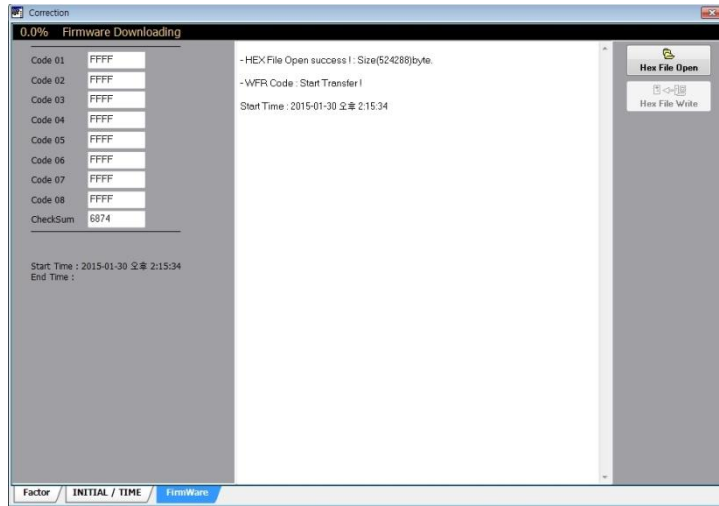 Correction
0.0% Firmware Downloading
Code 01 FFFF
Code 02 FFFF
Code 03 FFFF
Code 04 FFFF
Code 05 FFFF
Code 06 FFFF
Code 07 FFFF
Code 08 FFFF
CheckSum 6874
Start Time : 2015-01-30 오후 2:15:34
End Time :
- HEX File Open success ! : Size(524288)byte.
- WFR Code : Start Transfer !
Start Time : 2015-01-30 오후 2:15:34
Hex File Open
Hex File Write
Factor
INITIAL / TIME
FirmWare